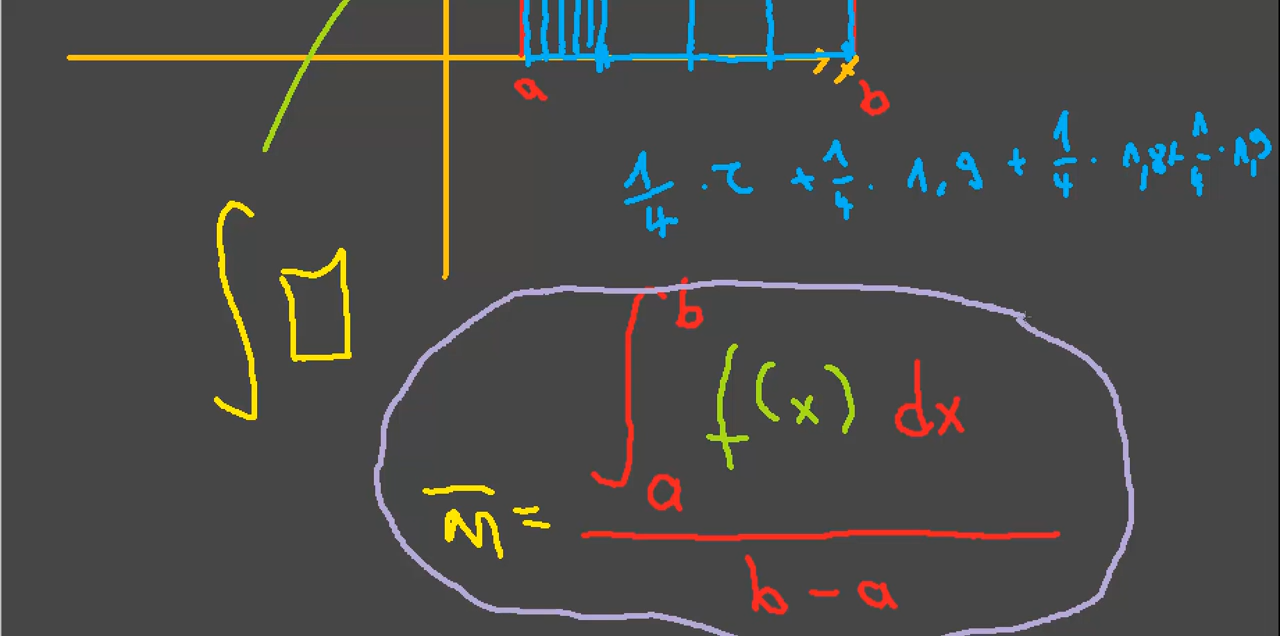 a b
1/4 · 2 + 1/4 · 1,9 + 1/4 · 1,8 + 1/4 · 1,9
∫
b
∫ f(x) dx
a
m̅ =
b - a